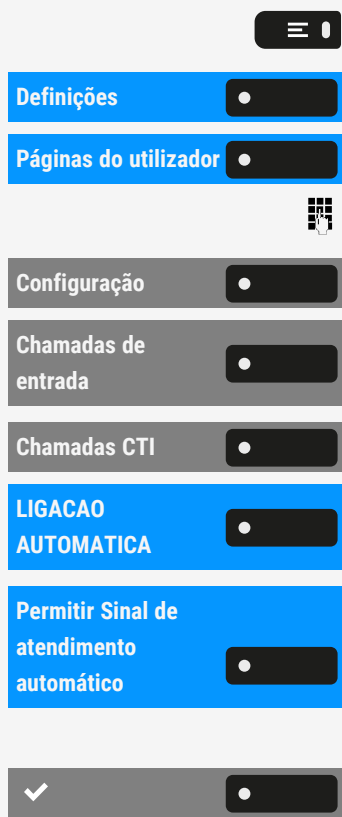 Definições
Páginas do utilizador
Configuração
Chamadas de
entrada
Chamadas CTI
LIGACAO
AUTOMATICA
Permitir Sinal de
atendimento
automático